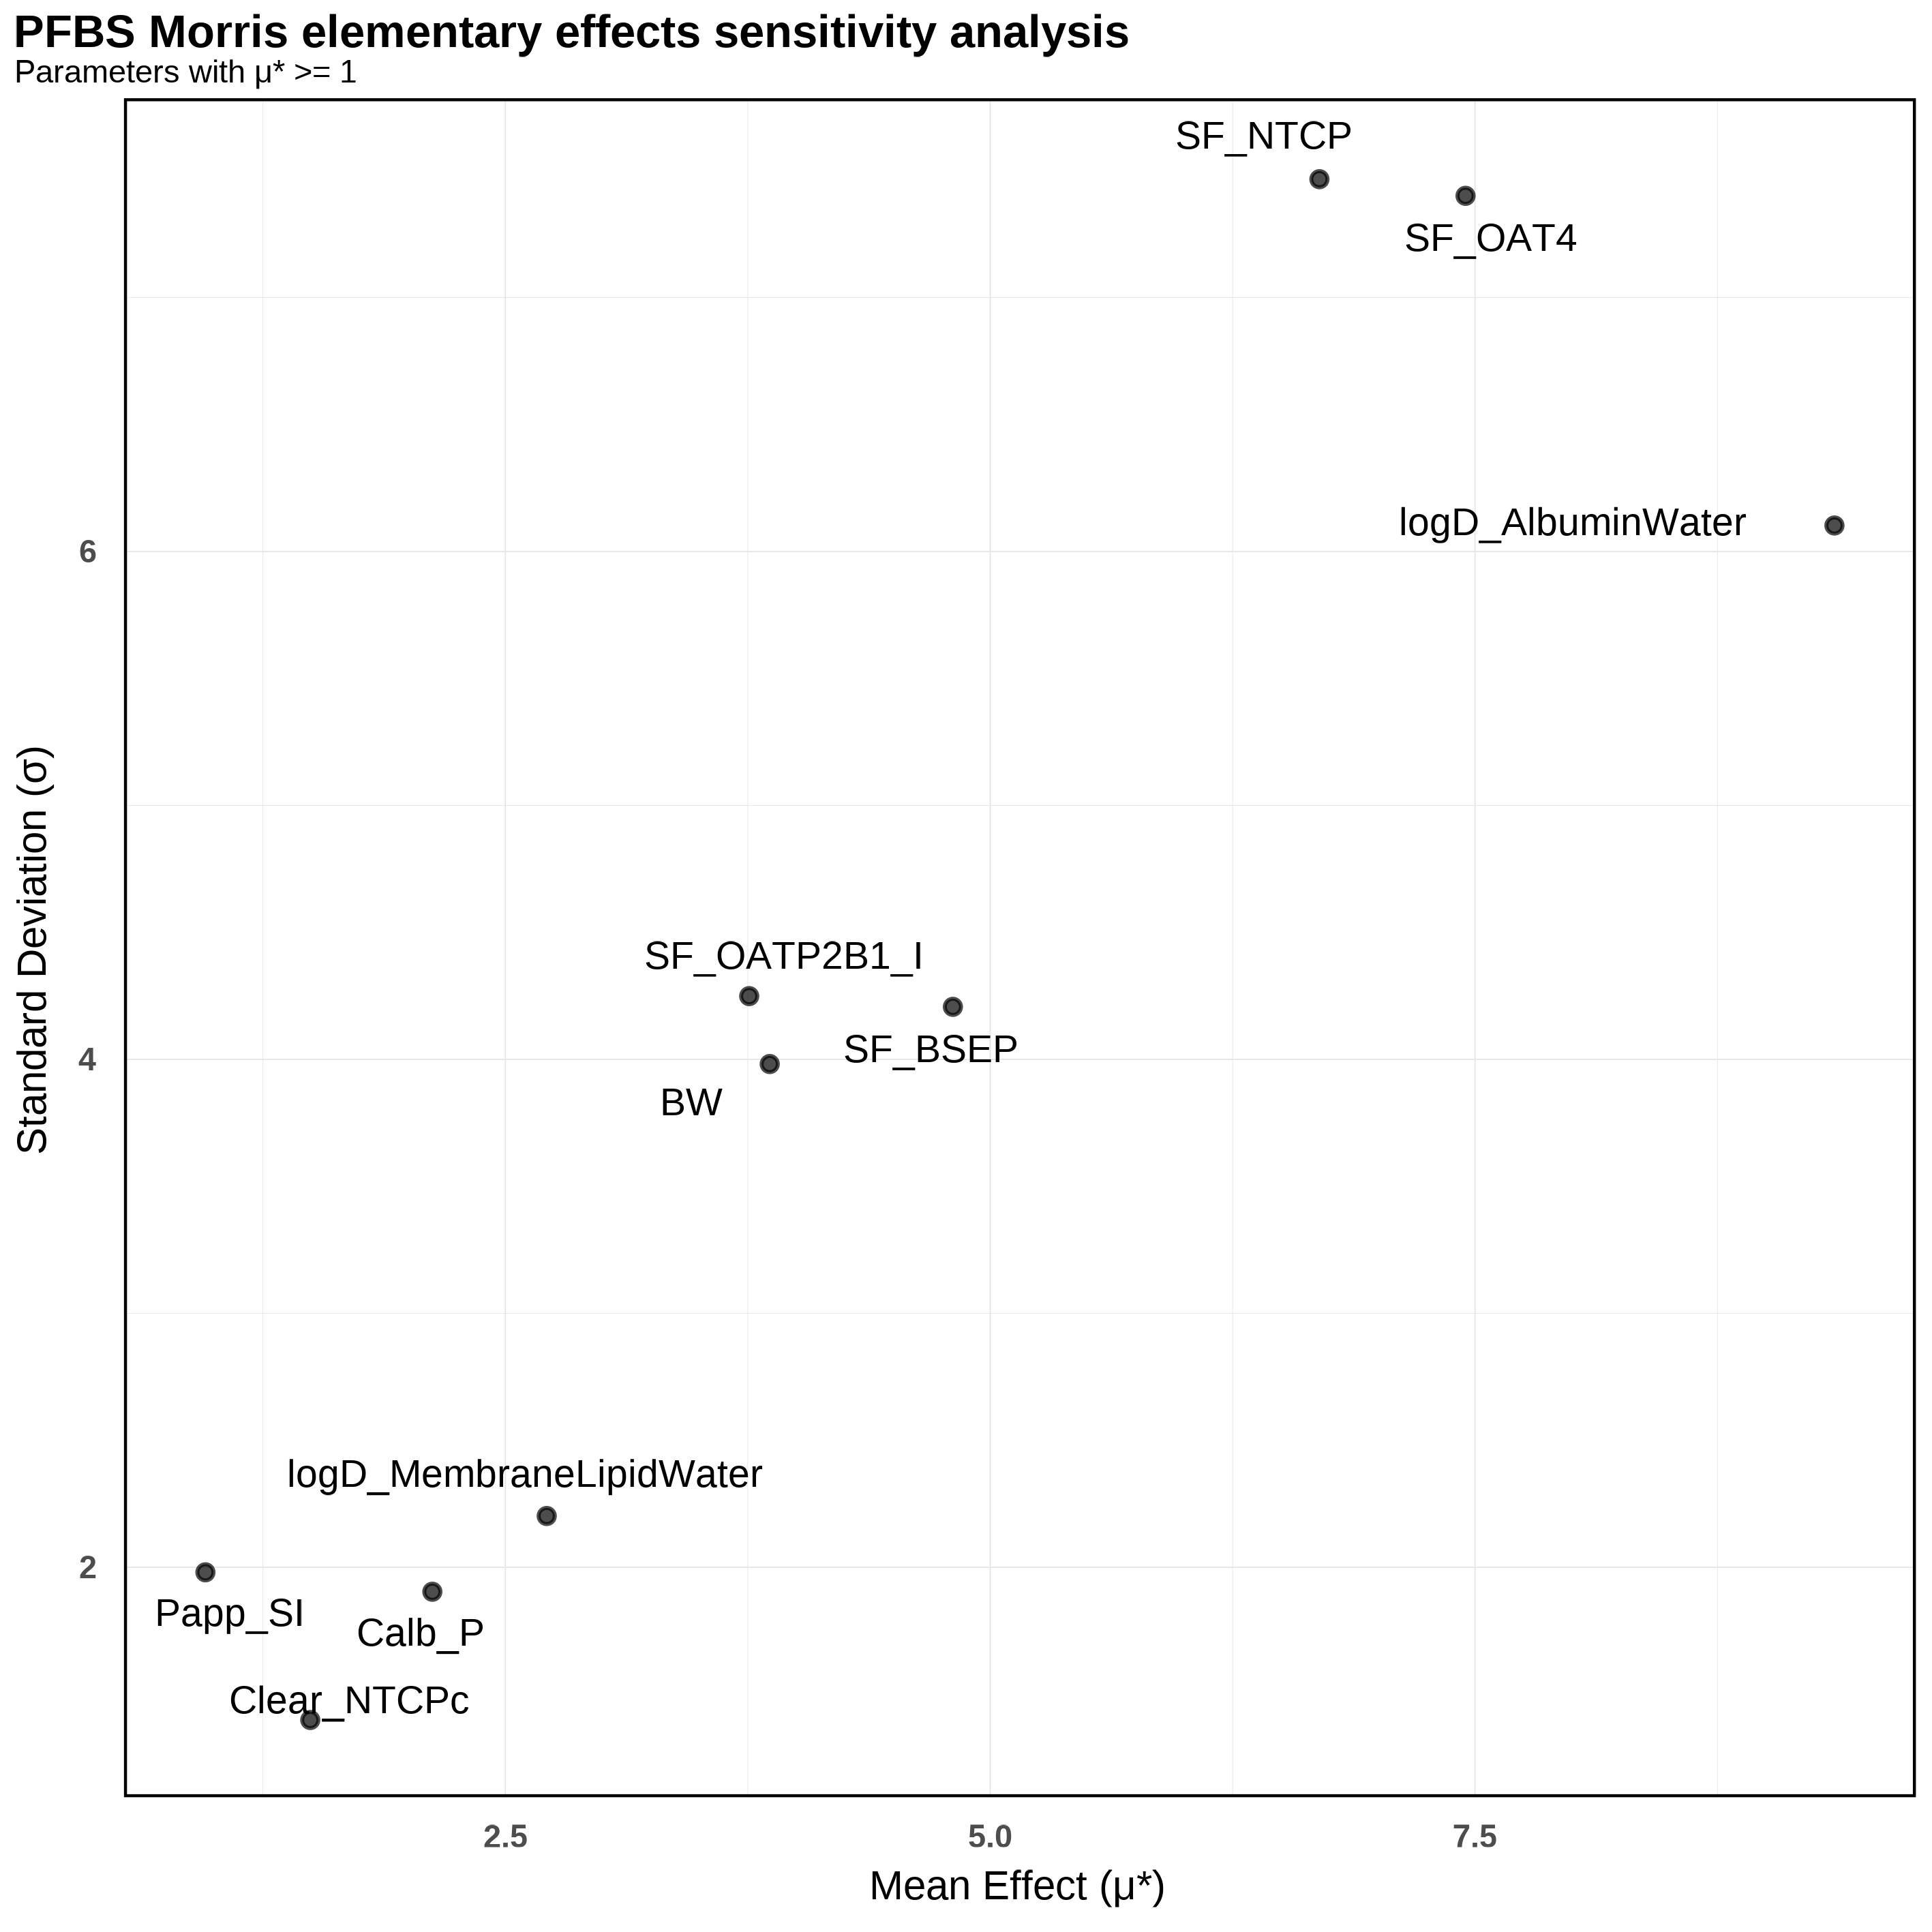 PFBS Morris elementary effects sensitivity analysis
Parameters with μ* >= 1
SF_NTCP
SF_OAT4
logD_AlbuminWater
6
Standard Deviation (σ)
SF_OATP2B1_I
SF_BSEP
4
BW
logD_MembraneLipidWater
2
Papp_SI
Calb_P
Clear_NTCPc
2.5 5.0 7.5
Mean Effect (μ*)